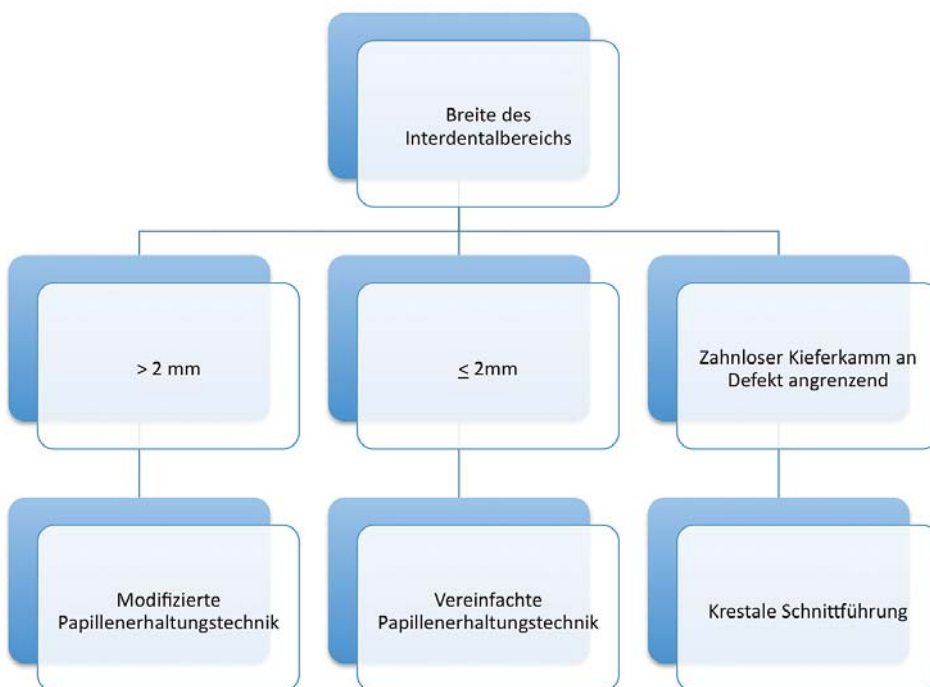 Breite des
Interdentalbereichs
> 2 mm
≤ 2mm
Zahnloser Kieferkamm an
Defekt angrenzend
Modifizierte
Papillenerhaltungstechnik
Vereinfachte
Papillenerhaltungstechnik
Krestale Schnittführung